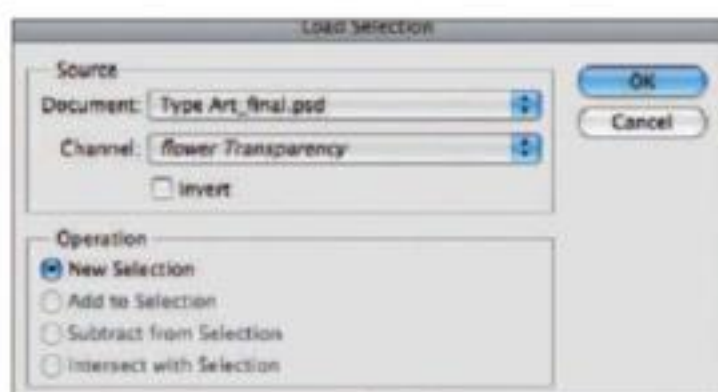 Load Selection
Source
Document: Type Art_final.psd
Channel: flower Transparency
Invert
OK
Cancel
Operation
New Selection
Add to Selection
Subtract from Selection
Intersect with Selection